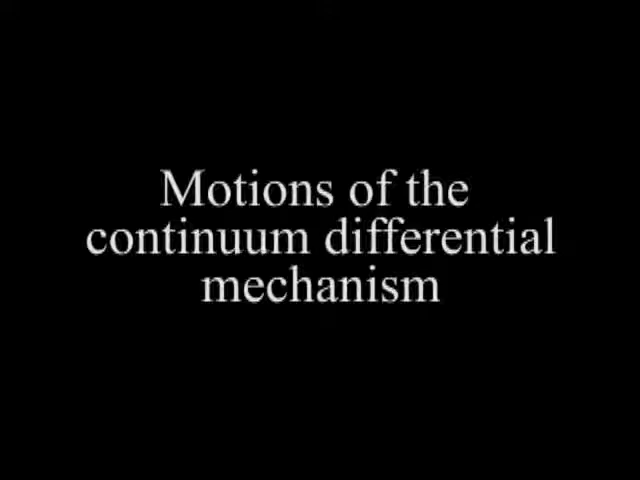 Motions of the
continuum differential
mechanism